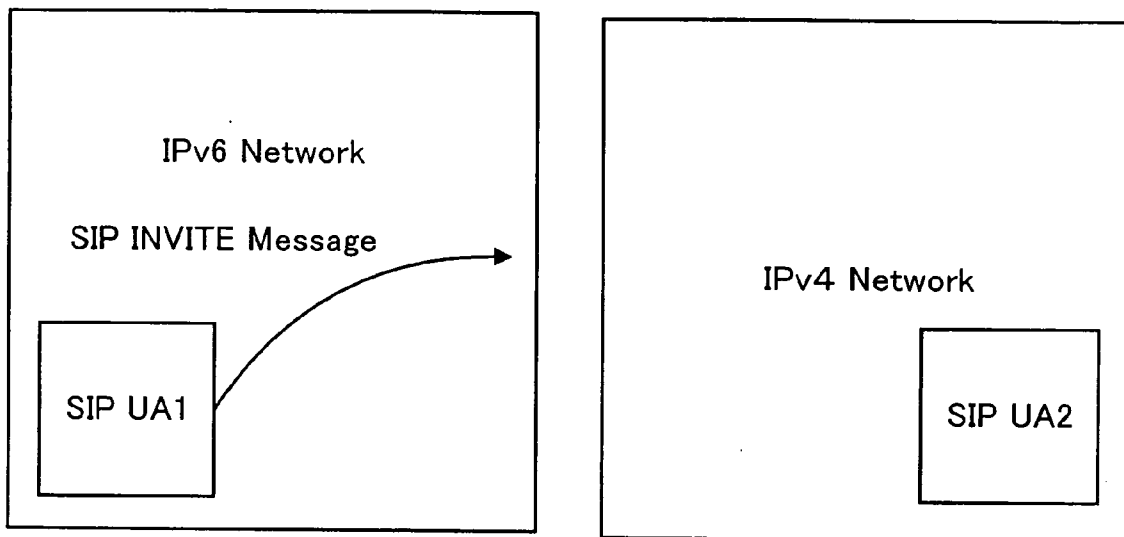 IPv6 Network
SIP INVITE Message
SIP UA1
IPv4 Network
SIP UA2